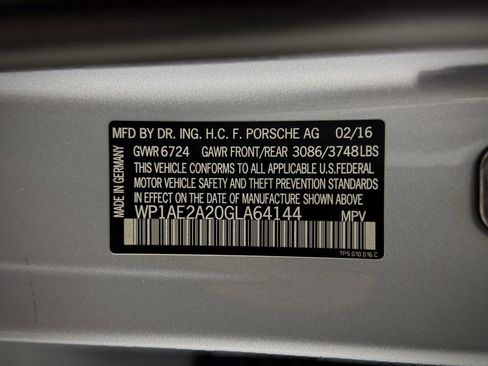 MFD BY DR. ING. H.C. F. PORSCHE AG 02/16
GVWR 6724 GAWR FRONT/REAR 3086/3748LBS
THIS VEHICLE CONFORMS TO ALL APPLICABLE U.S.FEDERAL
MOTOR VEHICLE SAFETY AND THEFT PREVENTION STANDARDS
IN EFFECT ON THE DATE OF MANUFACTURE SHOWN ABOVE
WP1AE2A20GLA64144 MPV
7P5.010.016.C
MADE IN GERMANY